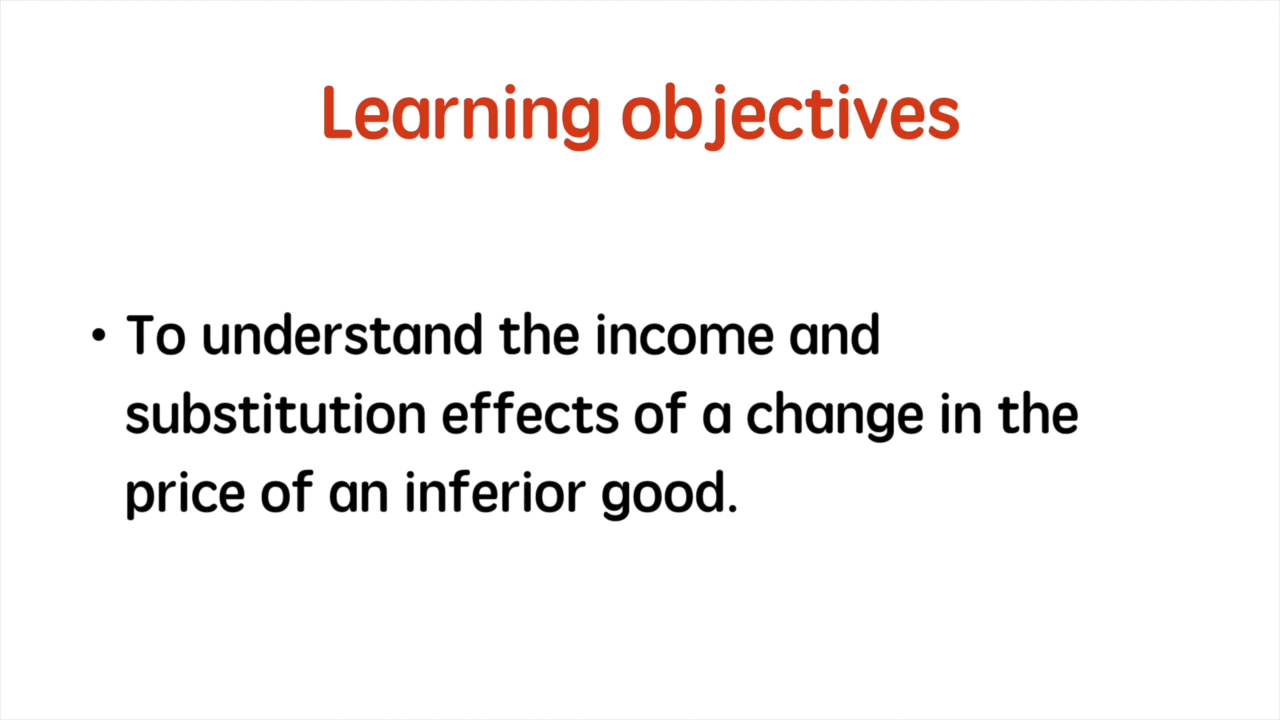 Learning objectives
• To understand the income and
substitution effects of a change in the
price of an inferior good.